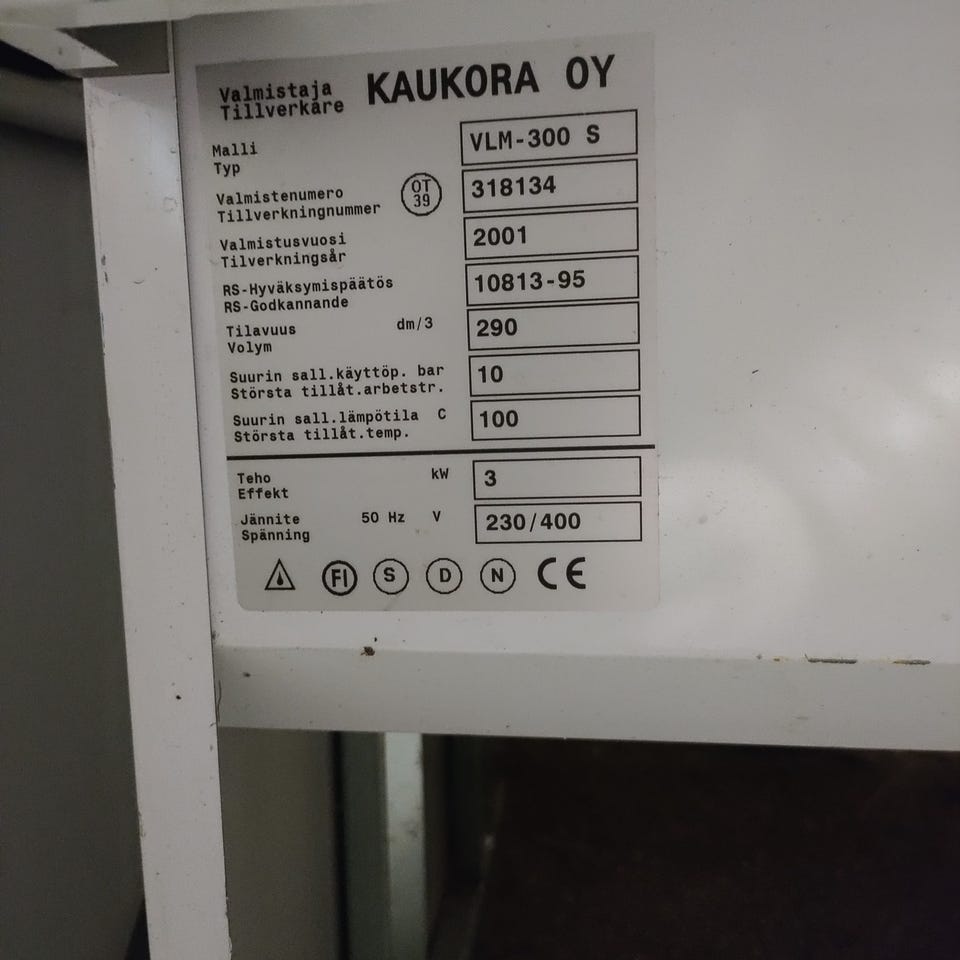 Valmistaja KAUKORA OY
Tillverkare
Malli VLM-300 S
Typ
Valmistenumero OT 39 318134
Tillverkningnummer
Valmistusvuosi 2001
Tilverkningsår
RS-Hyväksymispäätös 10813-95
RS-Godkannande
Tilavuus dm/3 290
Volym
Suurin sall.käyttöp. bar 10
Största tillåt.arbetstr.
Suurin sall.lämpötila C 100
Största tillåt.temp.
Teho kW 3
Effekt
Jännite 50 Hz V 230/400
Spänning
FI S D N CE